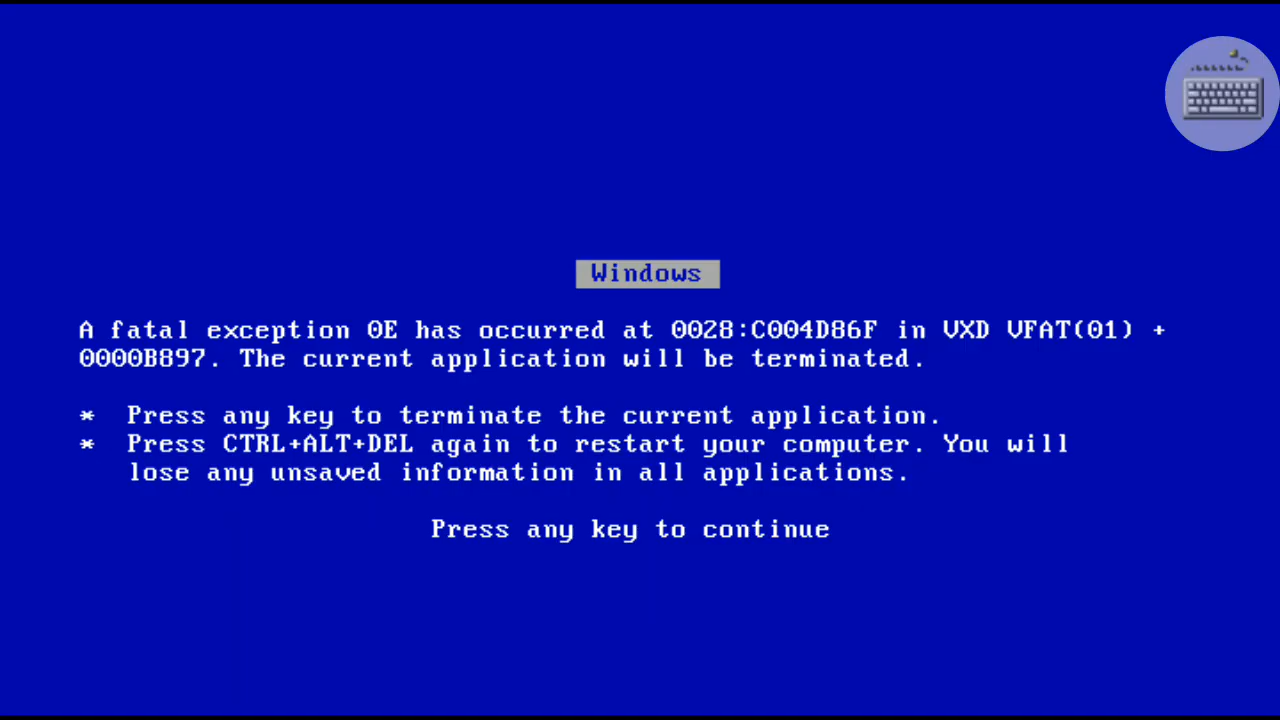 Windows
A fatal exception 0E has occurred at 0028:C004D86F in VXD VFAT(01) +
0000B897. The current application will be terminated.
* Press any key to terminate the current application.
* Press CTRL+ALT+DEL again to restart your computer. You will
lose any unsaved information in all applications.
Press any key to continue